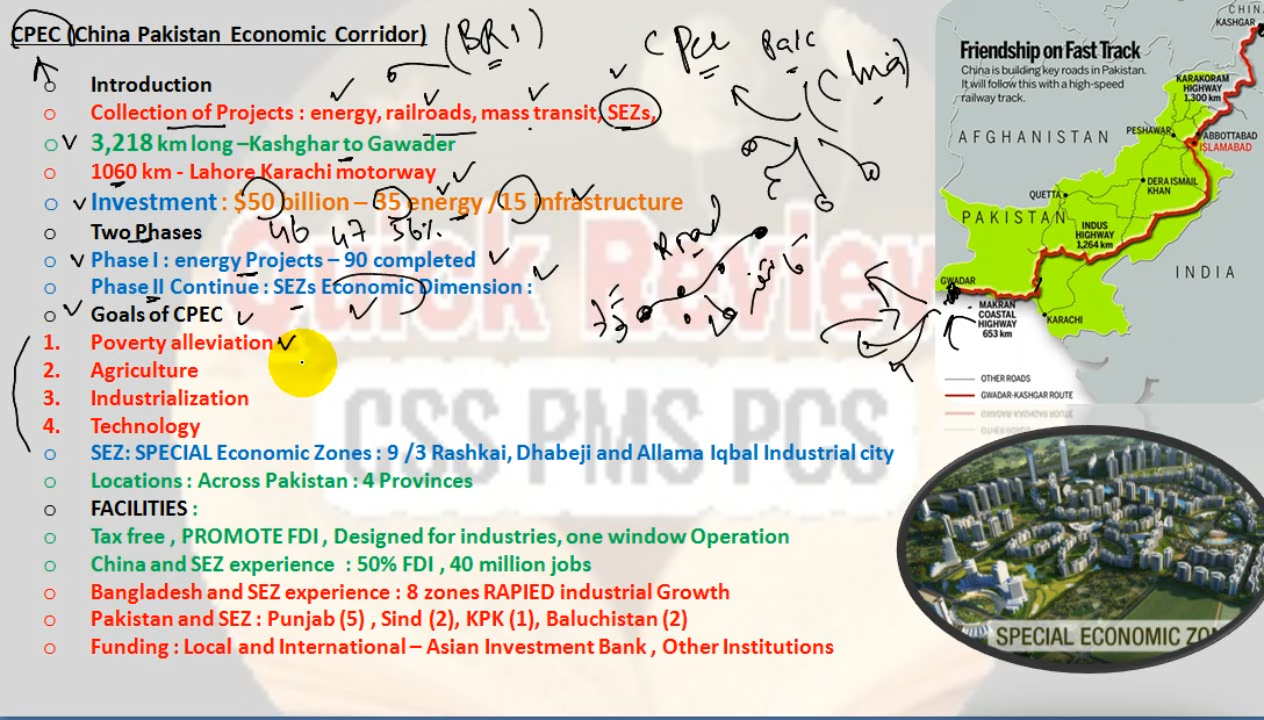 CPEC (China Pakistan Economic Corridor)
(BRI)
CPEC
(China)
Introduction
Collection of Projects : energy, railroads, mass transit, SEZs,
3,218 km long –Kashghar to Gawader
1060 km - Lahore Karachi motorway
Investment : $50 billion – 35 energy /15 infrastructure
46 47 56%
Two Phases
Phase I : energy Projects – 90 completed
Phase II Continue : SEZs Economic Dimension :
Goals of CPEC
Road
1. Poverty alleviation
2. Agriculture
3. Industrialization
4. Technology
SEZ: SPECIAL Economic Zones : 9 /3 Rashkai, Dhabeji and Allama Iqbal Industrial city
Locations : Across Pakistan : 4 Provinces
FACILITIES :
Tax free , PROMOTE FDI , Designed for industries, one window Operation
China and SEZ experience : 50% FDI , 40 million jobs
Bangladesh and SEZ experience : 8 zones RAPIED industrial Growth
Pakistan and SEZ : Punjab (5) , Sind (2), KPK (1), Baluchistan (2)
Funding : Local and International – Asian Investment Bank , Other Institutions
Quick Review
CSS PMS PCS
Friendship on Fast Track
China is building key roads in Pakistan.
It will follow this with a high-speed
railway track.
CHINA
KASHGAR
KARAKORAM
HIGHWAY
1,300 km
AFGHANISTAN
PESHAWAR
ABBOTTABAD
ISLAMABAD
DERA ISMAIL
KHAN
QUETTA
PAKISTAN
INDUS
HIGHWAY
1,264 km
INDIA
GWADAR
MAKRAN
COASTAL
HIGHWAY
653 km
KARACHI
OTHER ROADS
GWADAR-KASHGAR ROUTE
SPECIAL ECONOMIC ZO